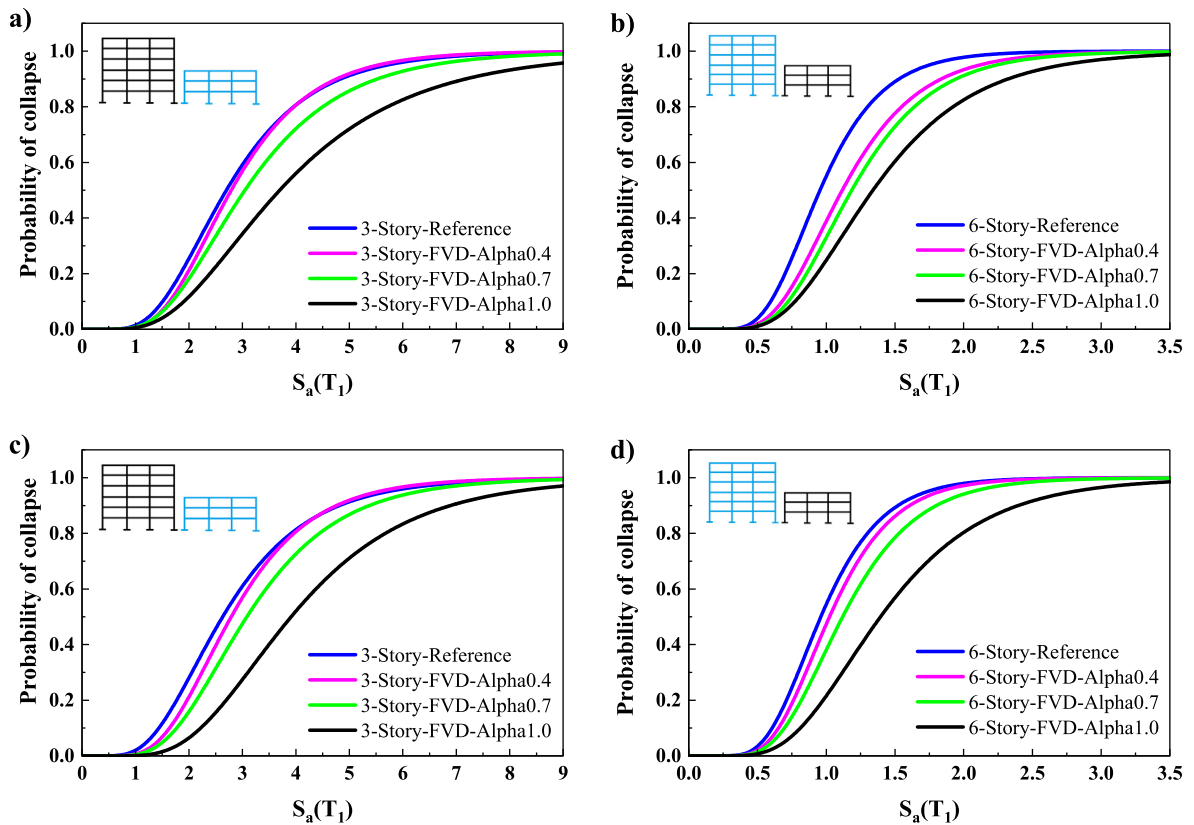 a)
Probability of collapse
1.0
0.8
0.6
0.4
0.2
0.0
3-Story-Reference
3-Story-FVD-Alpha0.4
3-Story-FVD-Alpha0.7
3-Story-FVD-Alpha1.0
0 1 2 3 4 5 6 7 8 9
Sa(T1)
b)
Probability of collapse
1.0
0.8
0.6
0.4
0.2
0.0
6-Story-Reference
6-Story-FVD-Alpha0.4
6-Story-FVD-Alpha0.7
6-Story-FVD-Alpha1.0
0.0 0.5 1.0 1.5 2.0 2.5 3.0 3.5
Sa(T1)
c)
Probability of collapse
1.0
0.8
0.6
0.4
0.2
0.0
3-Story-Reference
3-Story-FVD-Alpha0.4
3-Story-FVD-Alpha0.7
3-Story-FVD-Alpha1.0
0 1 2 3 4 5 6 7 8 9
Sa(T1)
d)
Probability of collapse
1.0
0.8
0.6
0.4
0.2
0.0
6-Story-Reference
6-Story-FVD-Alpha0.4
6-Story-FVD-Alpha0.7
6-Story-FVD-Alpha1.0
0.0 0.5 1.0 1.5 2.0 2.5 3.0 3.5
Sa(T1)